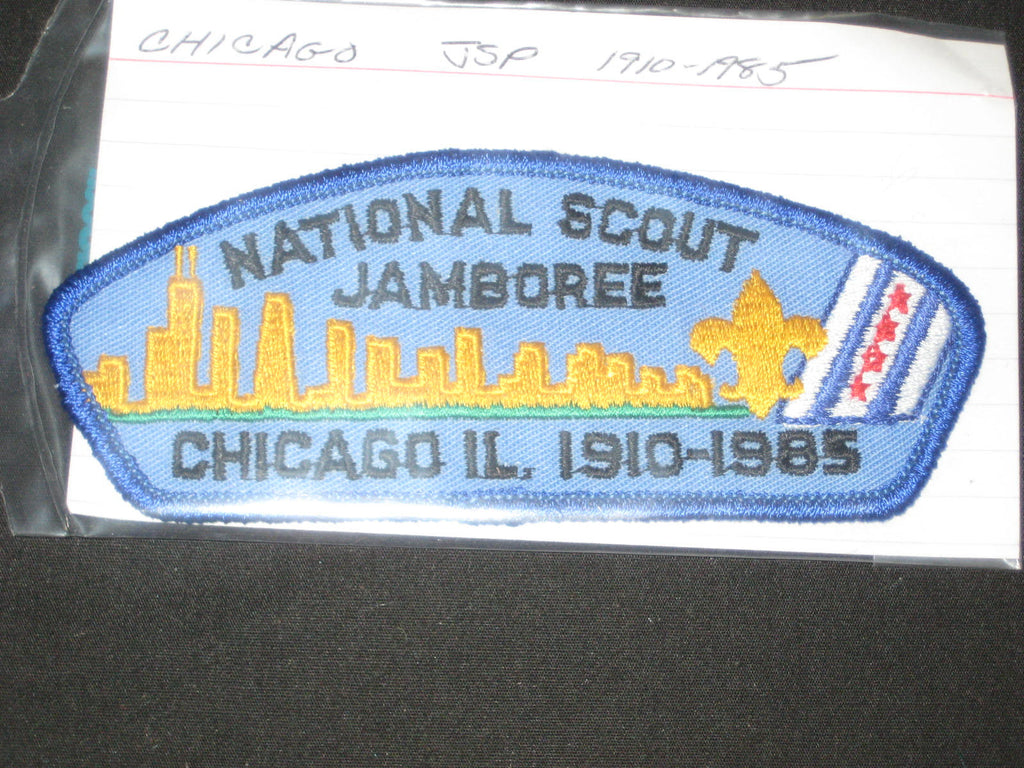 CHICAGO JSP 1910-1985
NATIONAL SCOUT
JAMBOREE
CHICAGO IL. 1910-1985